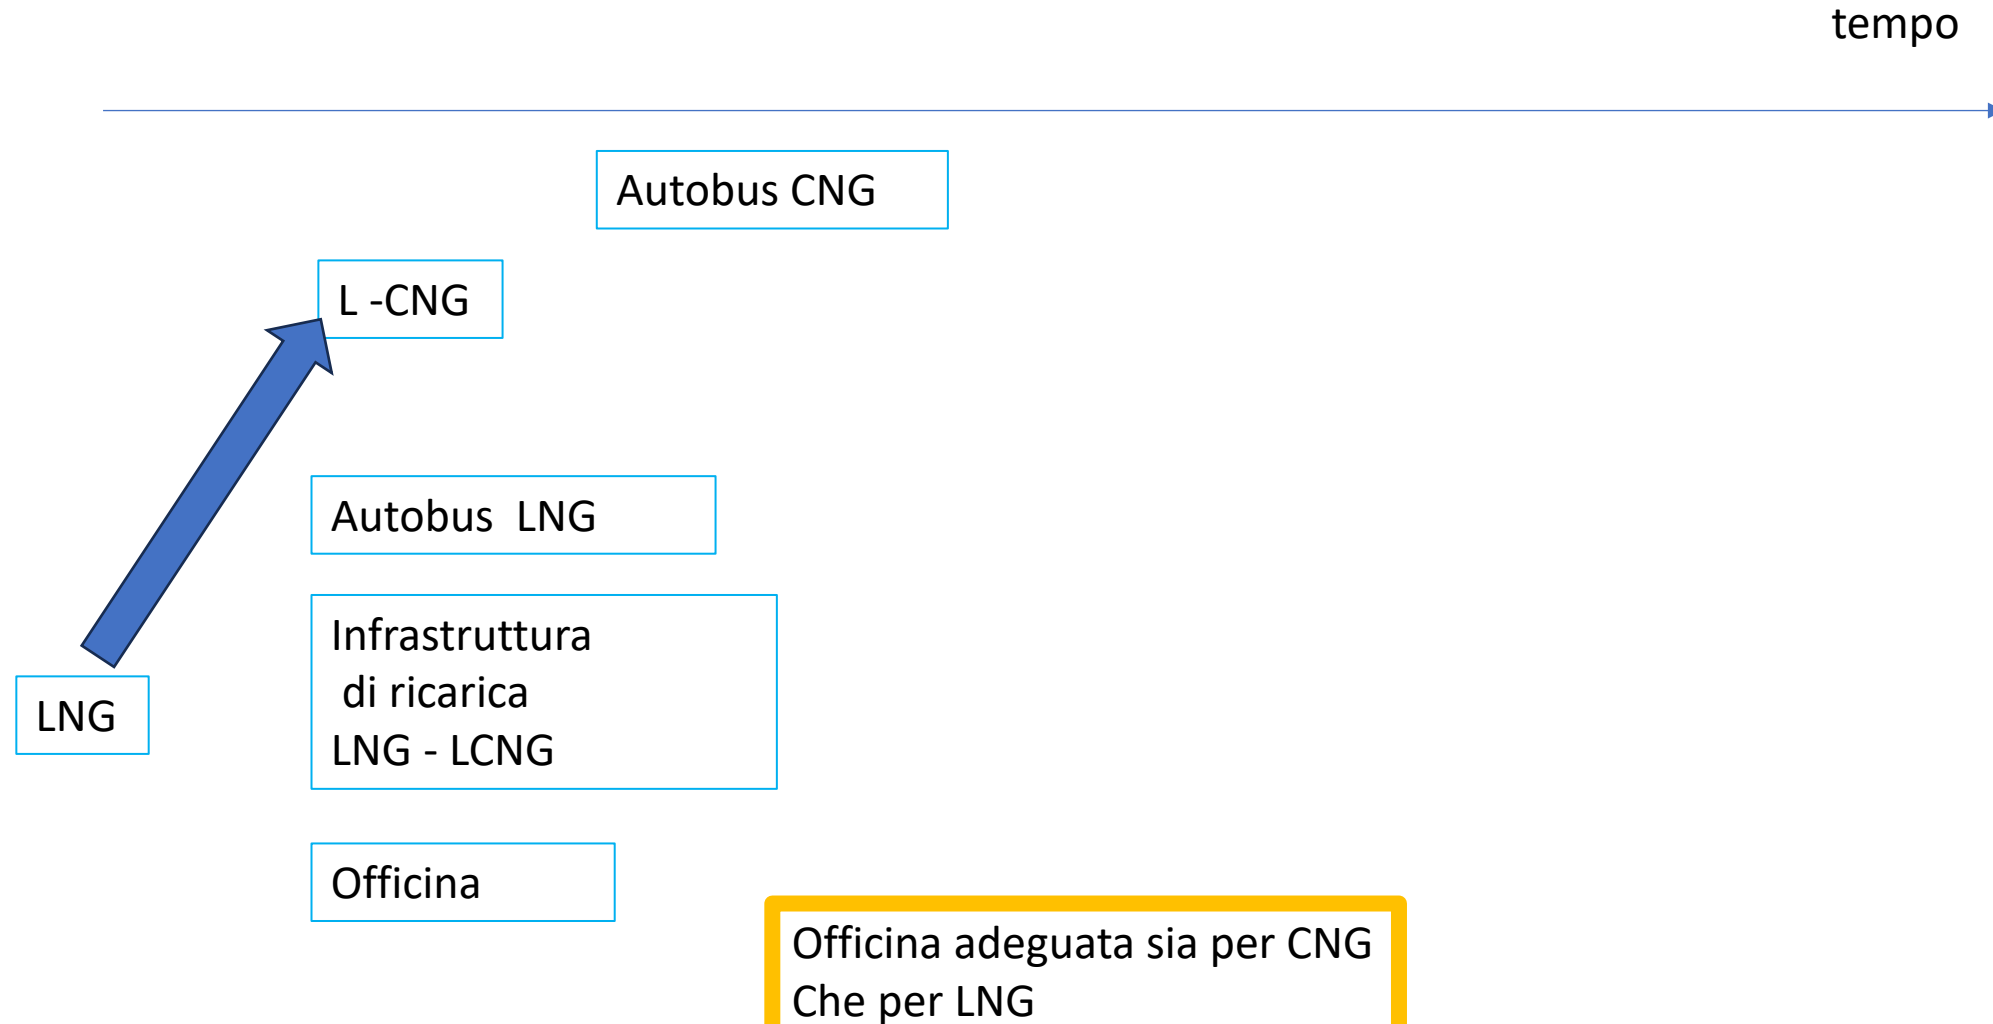 tempo
Autobus CNG
L -CNG
Autobus  LNG
Infrastruttura
di ricarica
LNG - LCNG
LNG
Officina
Officina adeguata sia per CNG
Che per LNG